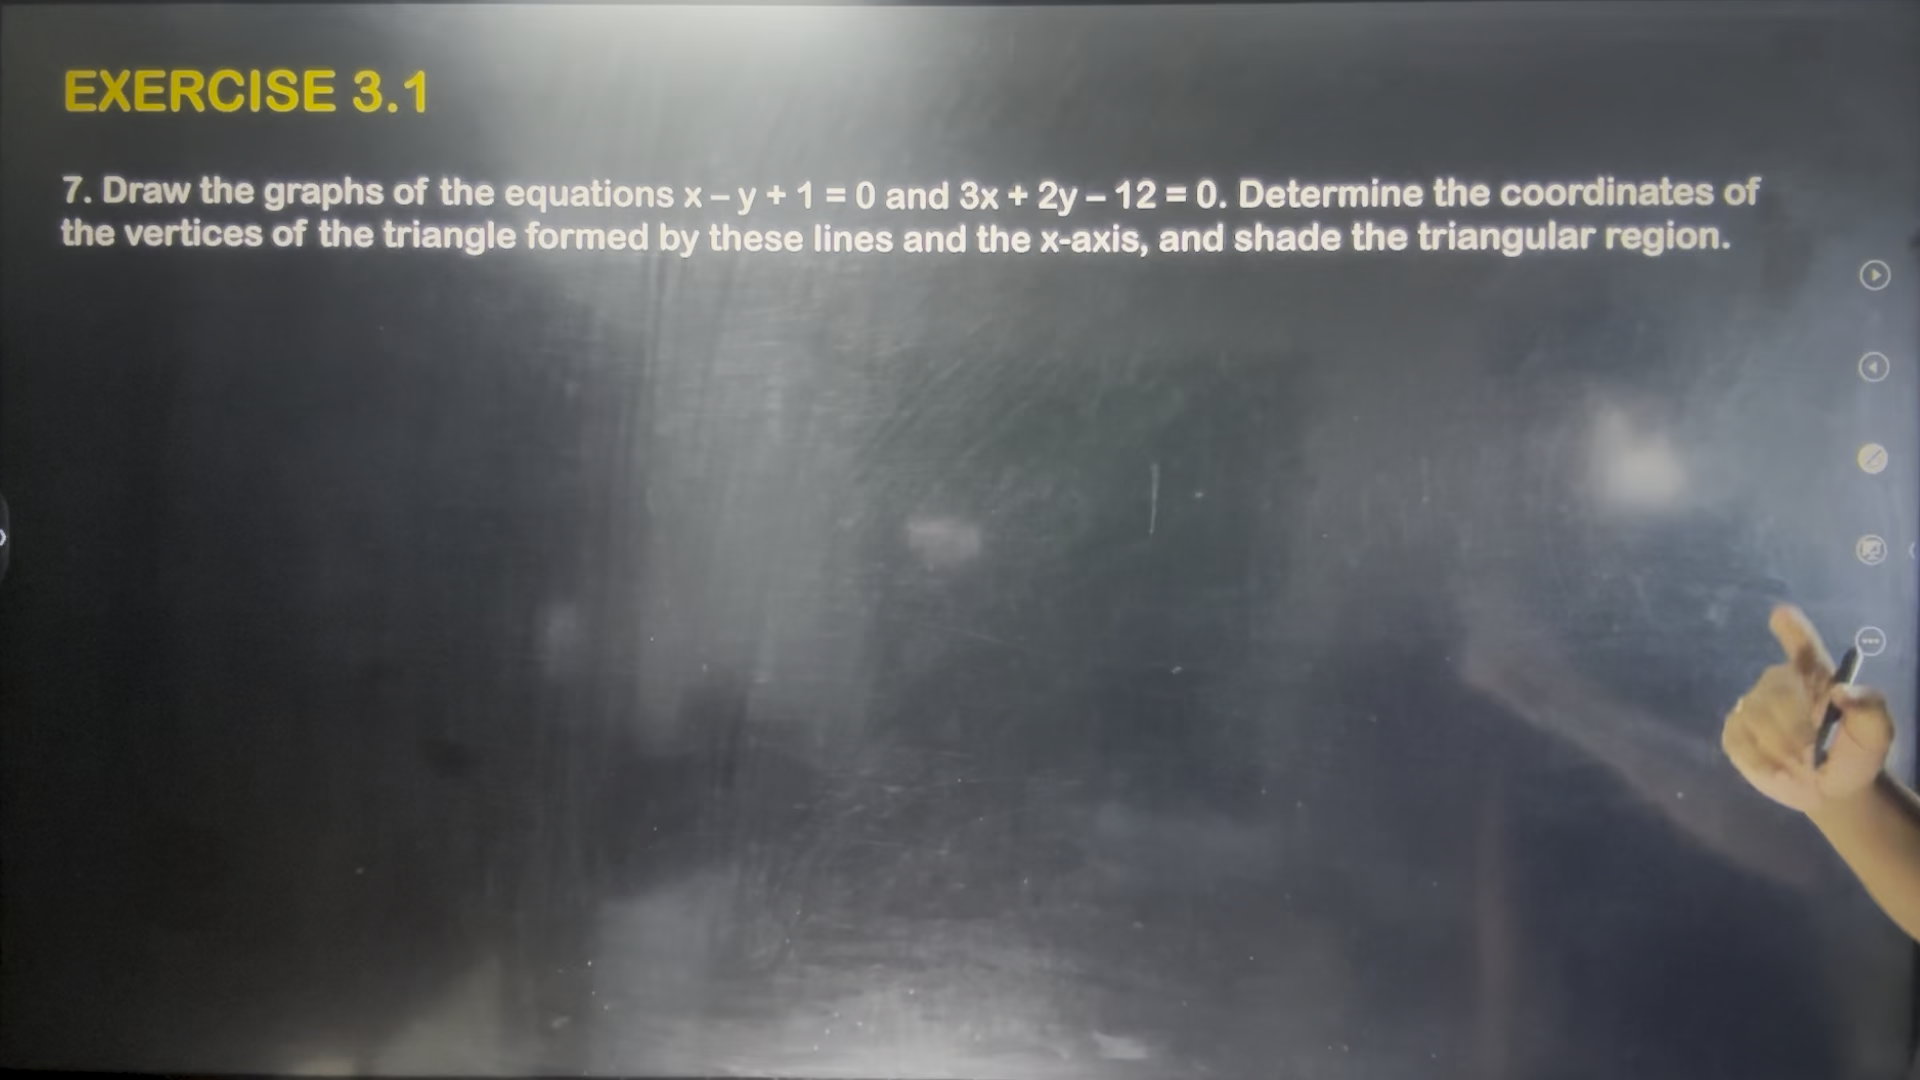 EXERCISE 3.1
7. Draw the graphs of the equations x – y + 1 = 0 and 3x + 2y – 12 = 0. Determine the coordinates of
the vertices of the triangle formed by these lines and the x-axis, and shade the triangular region.